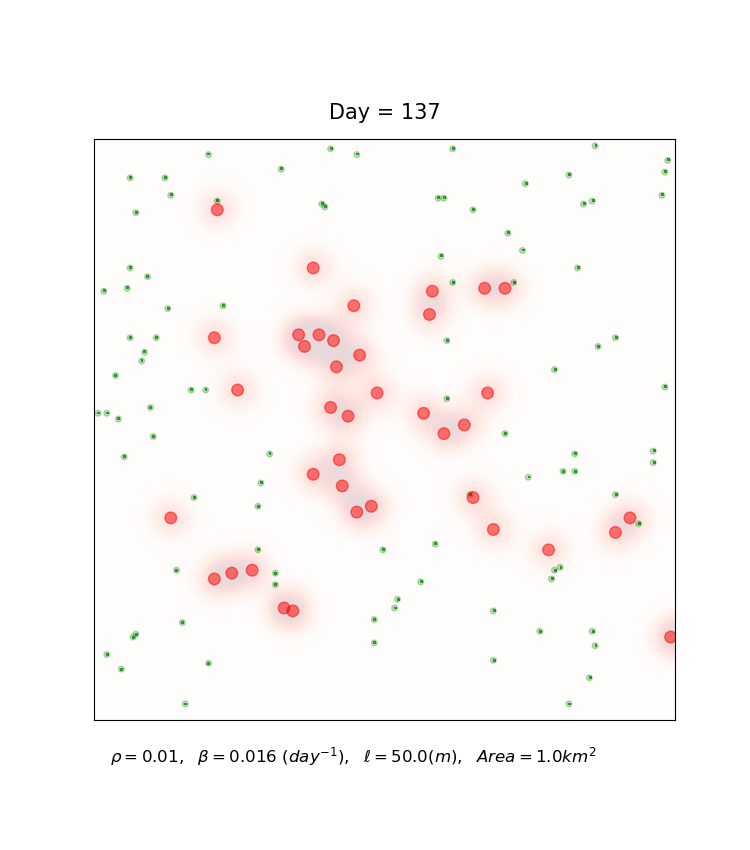 Day = 137
ρ = 0.01, β = 0.016 (day⁻¹), ℓ = 50.0(m), Area = 1.0km²